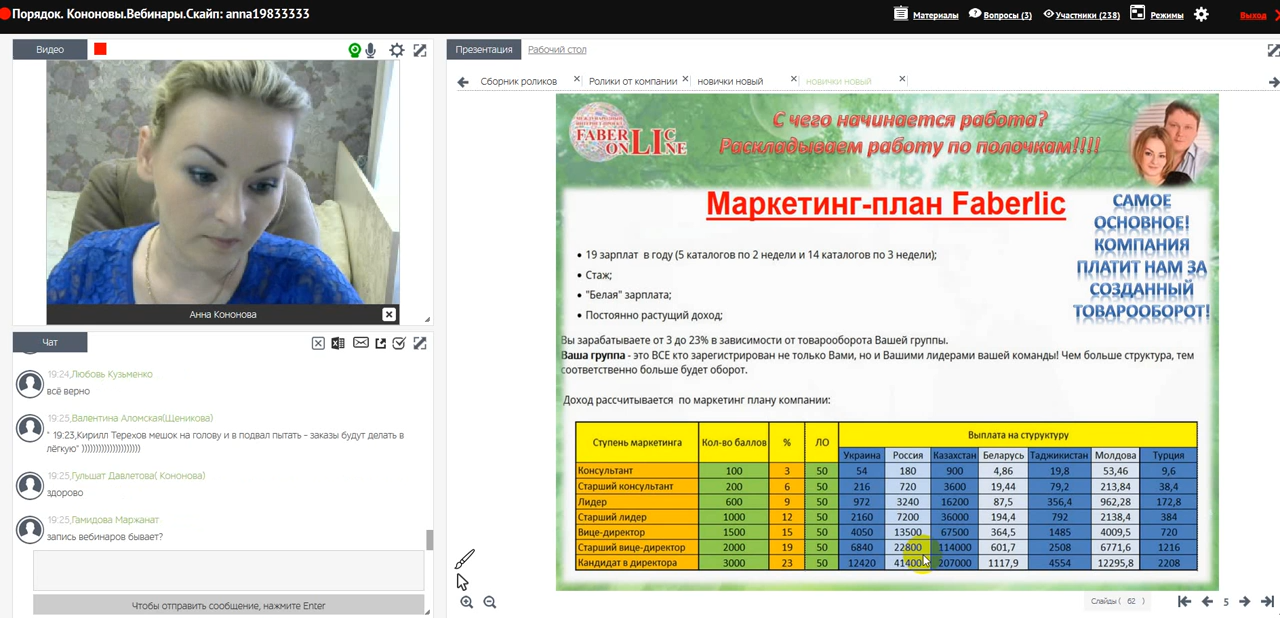 Порядок. Кононовы.Вебинары.Скайп: anna19833333
Материалы
Вопросы (3)
Участники (238)
Режимы
Выход
Видео
Анна Кононова
Чат
19:24,Любовь Кузьменко
всё верно
19:25,Валентина Аломская(Щеникова)
" 19:23,Кирилл Терехов мешок на голову и в подвал пытать - заказы будут делать в
лёгкую" ))))))))))))))))))))))
19:25,Гульшат Давлетова( Кононова)
здорово
19:25,Гамидова Маржанат
запись вебинаров бывает?
Чтобы отправить сообщение, нажмите Enter
Презентация
Рабочий стол
Сборник роликов
Ролики от компании
новички новый
новички новый
FABERLIC
ONLINE
С чего начинается работа?
Раскладываем работу по полочкам!!!!
Маркетинг-план Faberlic
САМОЕ
ОСНОВНОЕ!
КОМПАНИЯ
ПЛАТИТ НАМ ЗА
СОЗДАННЫЙ
ТОВАРООБОРОТ!
• 19 зарплат в году (5 каталогов по 2 недели и 14 каталогов по 3 недели);
• Стаж;
• "Белая" зарплата;
• Постоянно растущий доход;
Вы зарабатываете от 3 до 23% в зависимости от товарооборота Вашей группы.
Ваша группа - это ВСЕ кто зарегистрирован не только Вами, но и Вашими лидерами вашей команды! Чем больше структура, тем
соответственно больше будет оборот.
Доход рассчитывается по маркетинг плану компании:
Ступень маркетинга Кол-во баллов % ЛО Выплата на стуруктуру
Украина Россия Казахстан Беларусь Таджикистан Молдова Турция
Консультант 100 3 50 54 180 900 4,86 19,8 53,46 9,6
Старший консультант 200 6 50 216 720 3600 19,44 79,2 213,84 38,4
Лидер 600 9 50 972 3240 16200 87,5 356,4 962,28 172,8
Старший лидер 1000 12 50 2160 7200 36000 194,4 792 2138,4 384
Вице-директор 1500 15 50 4050 13500 67500 364,5 1485 4009,5 720
Старший вице-директор 2000 19 50 6840 22800 114000 601,7 2508 6771,6 1216
Кандидат в директора 3000 23 50 12420 41400 207000 1117,9 4554 12295,8 2208
Слайды ( 62 )
5